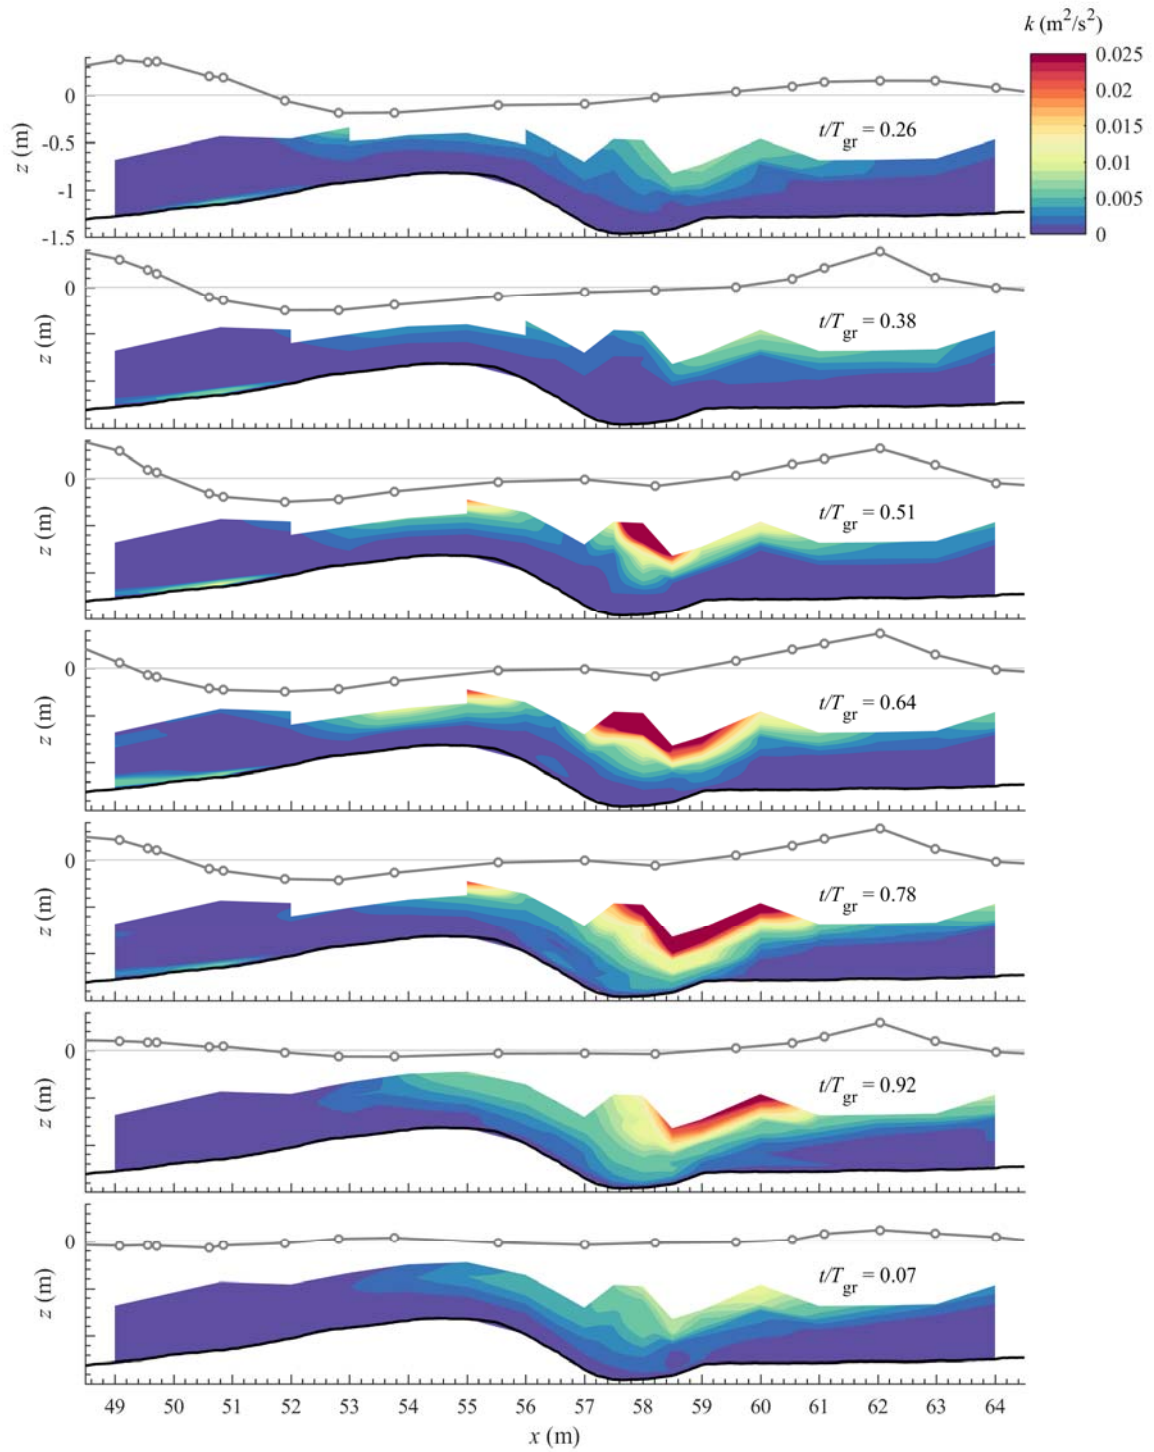 k (m²/s²)
0.025
0.02
0.015
0.01
0.005
0
z (m)
0
-0.5
-1
-1.5
t/Tgr = 0.26
z (m)
0
t/Tgr = 0.38
z (m)
0
t/Tgr = 0.51
z (m)
0
t/Tgr = 0.64
z (m)
0
t/Tgr = 0.78
z (m)
0
t/Tgr = 0.92
z (m)
0
t/Tgr = 0.07
49 50 51 52 53 54 55 56 57 58 59 60 61 62 63 64
x (m)